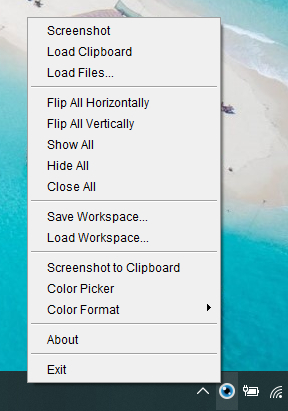 Screenshot
Load Clipboard
Load Files...
Flip All Horizontally
Flip All Vertically
Show All
Hide All
Close All
Save Workspace...
Load Workspace...
Screenshot to Clipboard
Color Picker
Color Format
About
Exit